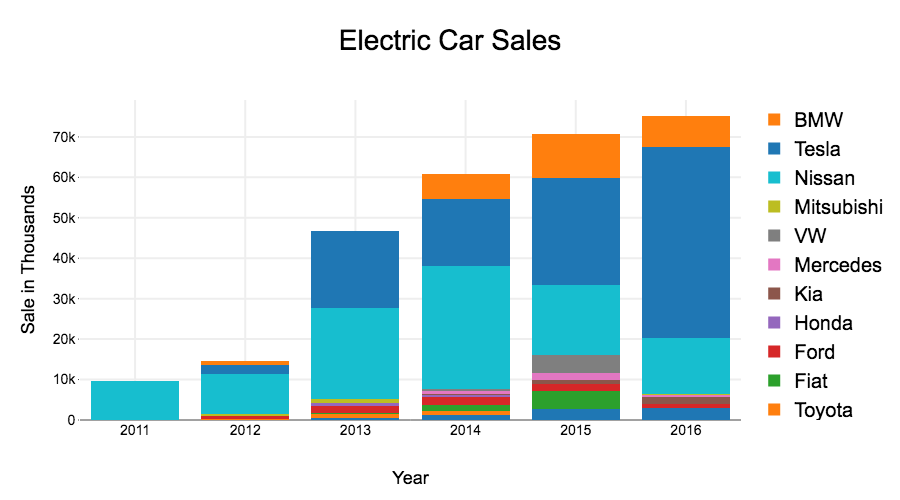 Electric Car Sales
Sale in Thousands
70k
60k
50k
40k
30k
20k
10k
0
2011 2012 2013 2014 2015 2016
Year
BMW
Tesla
Nissan
Mitsubishi
VW
Mercedes
Kia
Honda
Ford
Fiat
Toyota